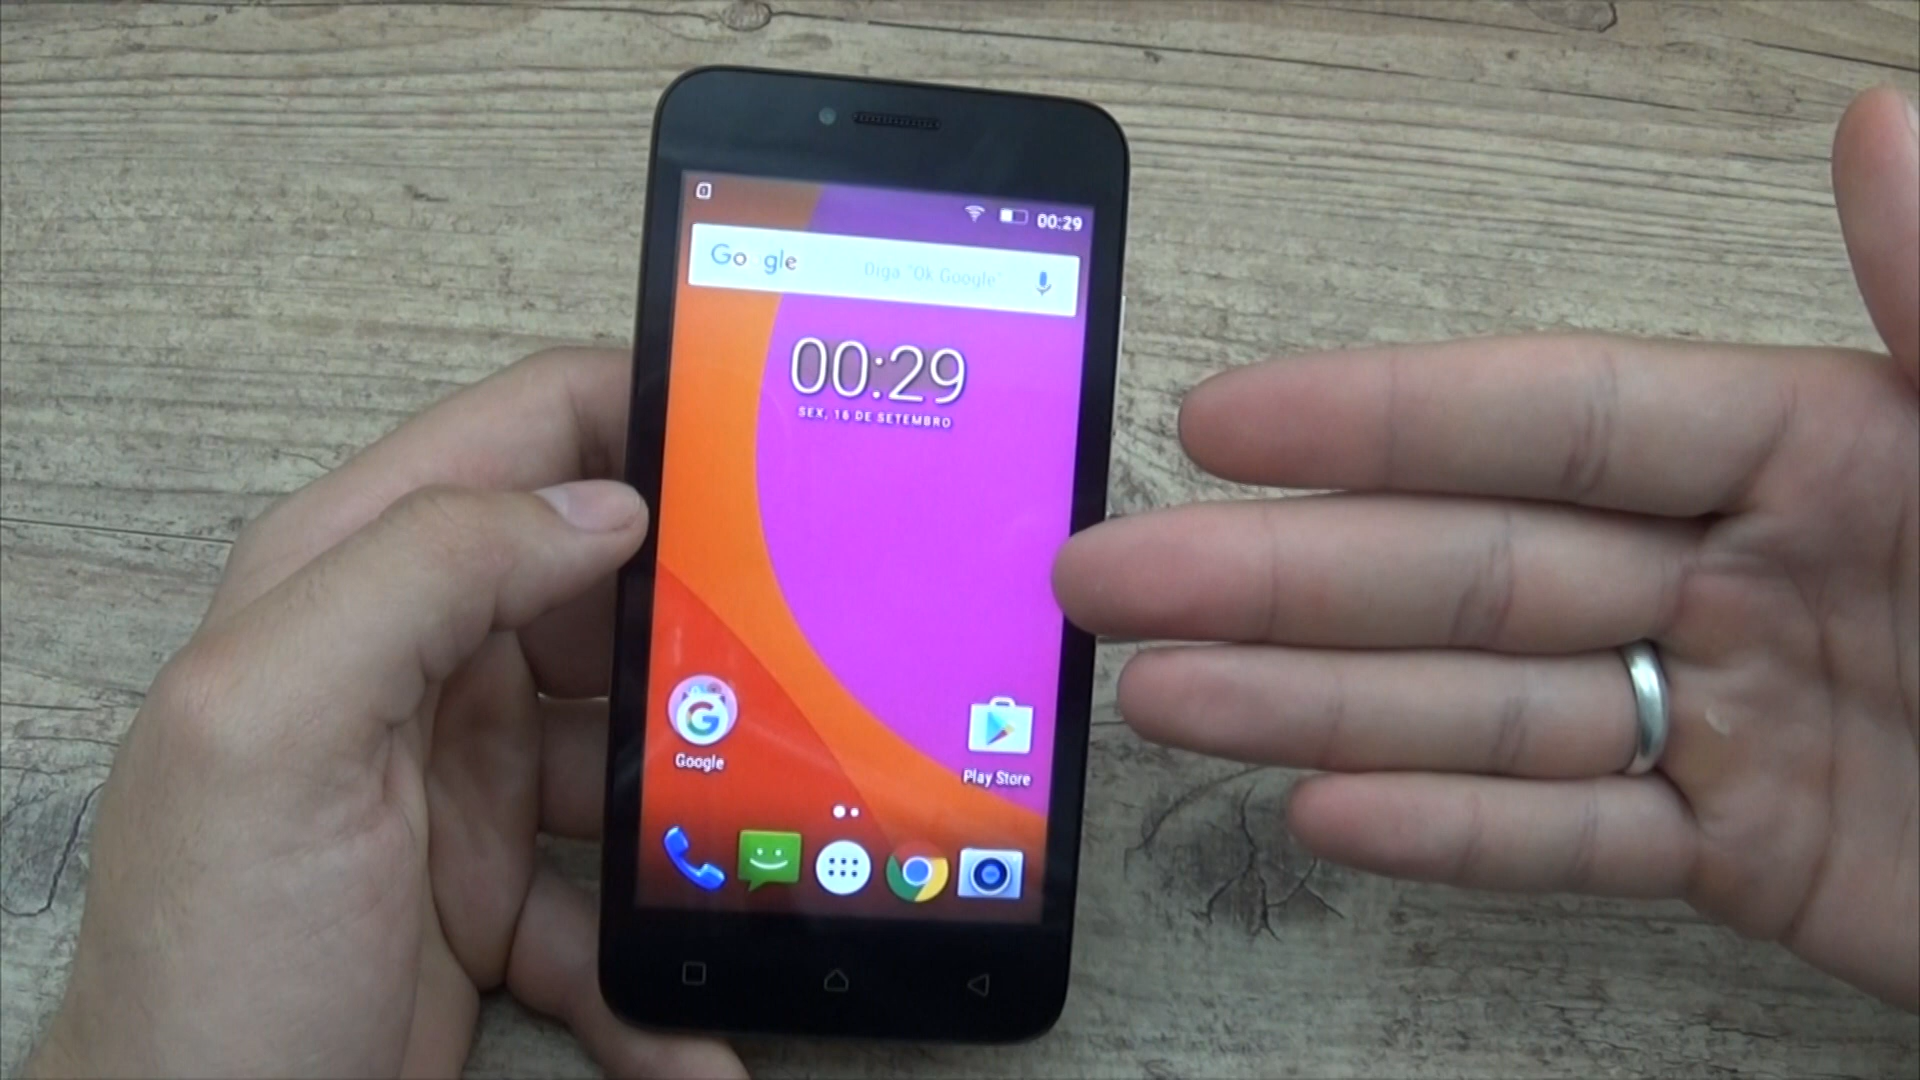 00:29
Google Diga "Ok Google"
00:29
SEX, 16 DE SETEMBRO
Google
Play Store